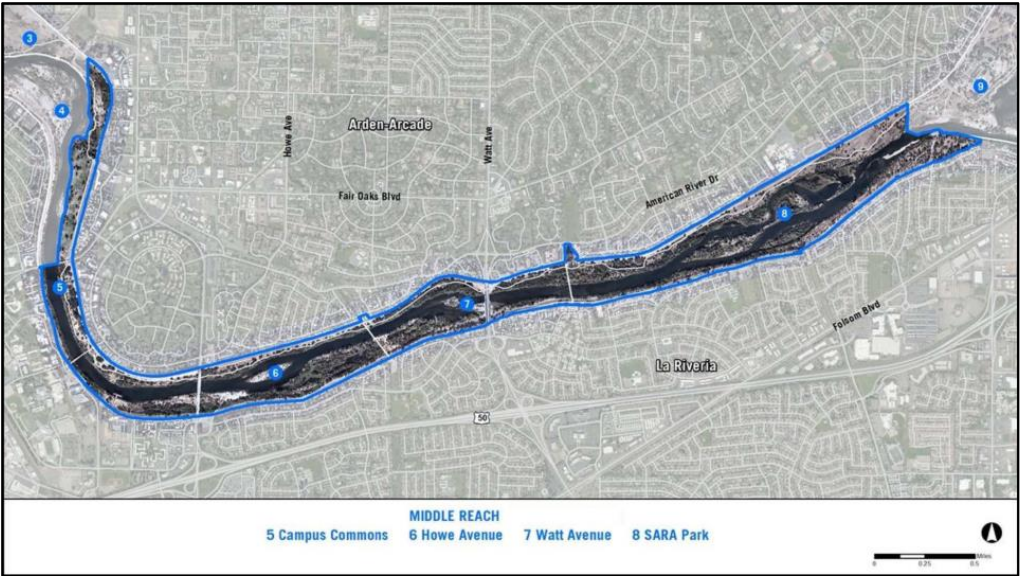 3
4
9
Howe Ave
Arden-Arcade
Watt Ave
Fair Oaks Blvd
American River Dr
8
5
7
6
La Riveria
Folsom Blvd
50
MIDDLE REACH
5 Campus Commons 6 Howe Avenue 7 Watt Avenue 8 SARA Park
Miles
0 0.25 0.5